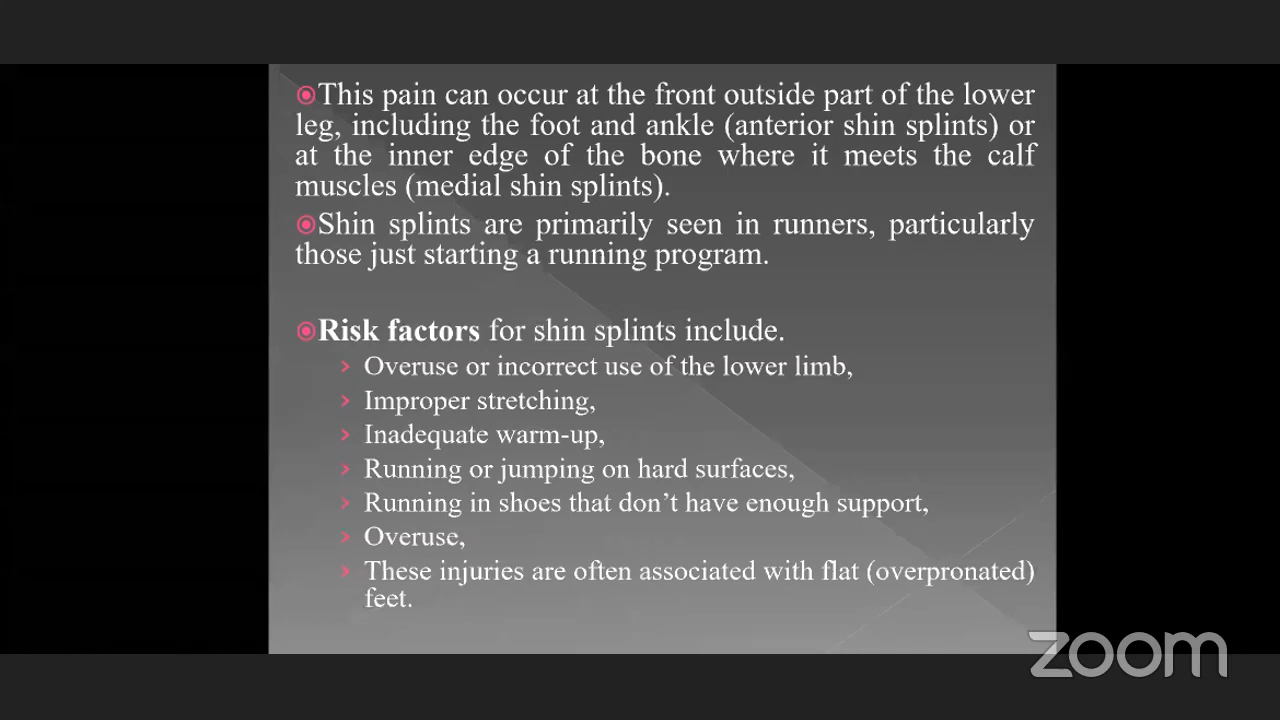 This pain can occur at the front outside part of the lower
leg, including the foot and ankle (anterior shin splints) or
at the inner edge of the bone where it meets the calf
muscles (medial shin splints).
Shin splints are primarily seen in runners, particularly
those just starting a running program.
Risk factors for shin splints include.
Overuse or incorrect use of the lower limb,
Improper stretching,
Inadequate warm-up,
Running or jumping on hard surfaces,
Running in shoes that don’t have enough support,
Overuse,
These injuries are often associated with flat (overpronated)
feet.
zoom